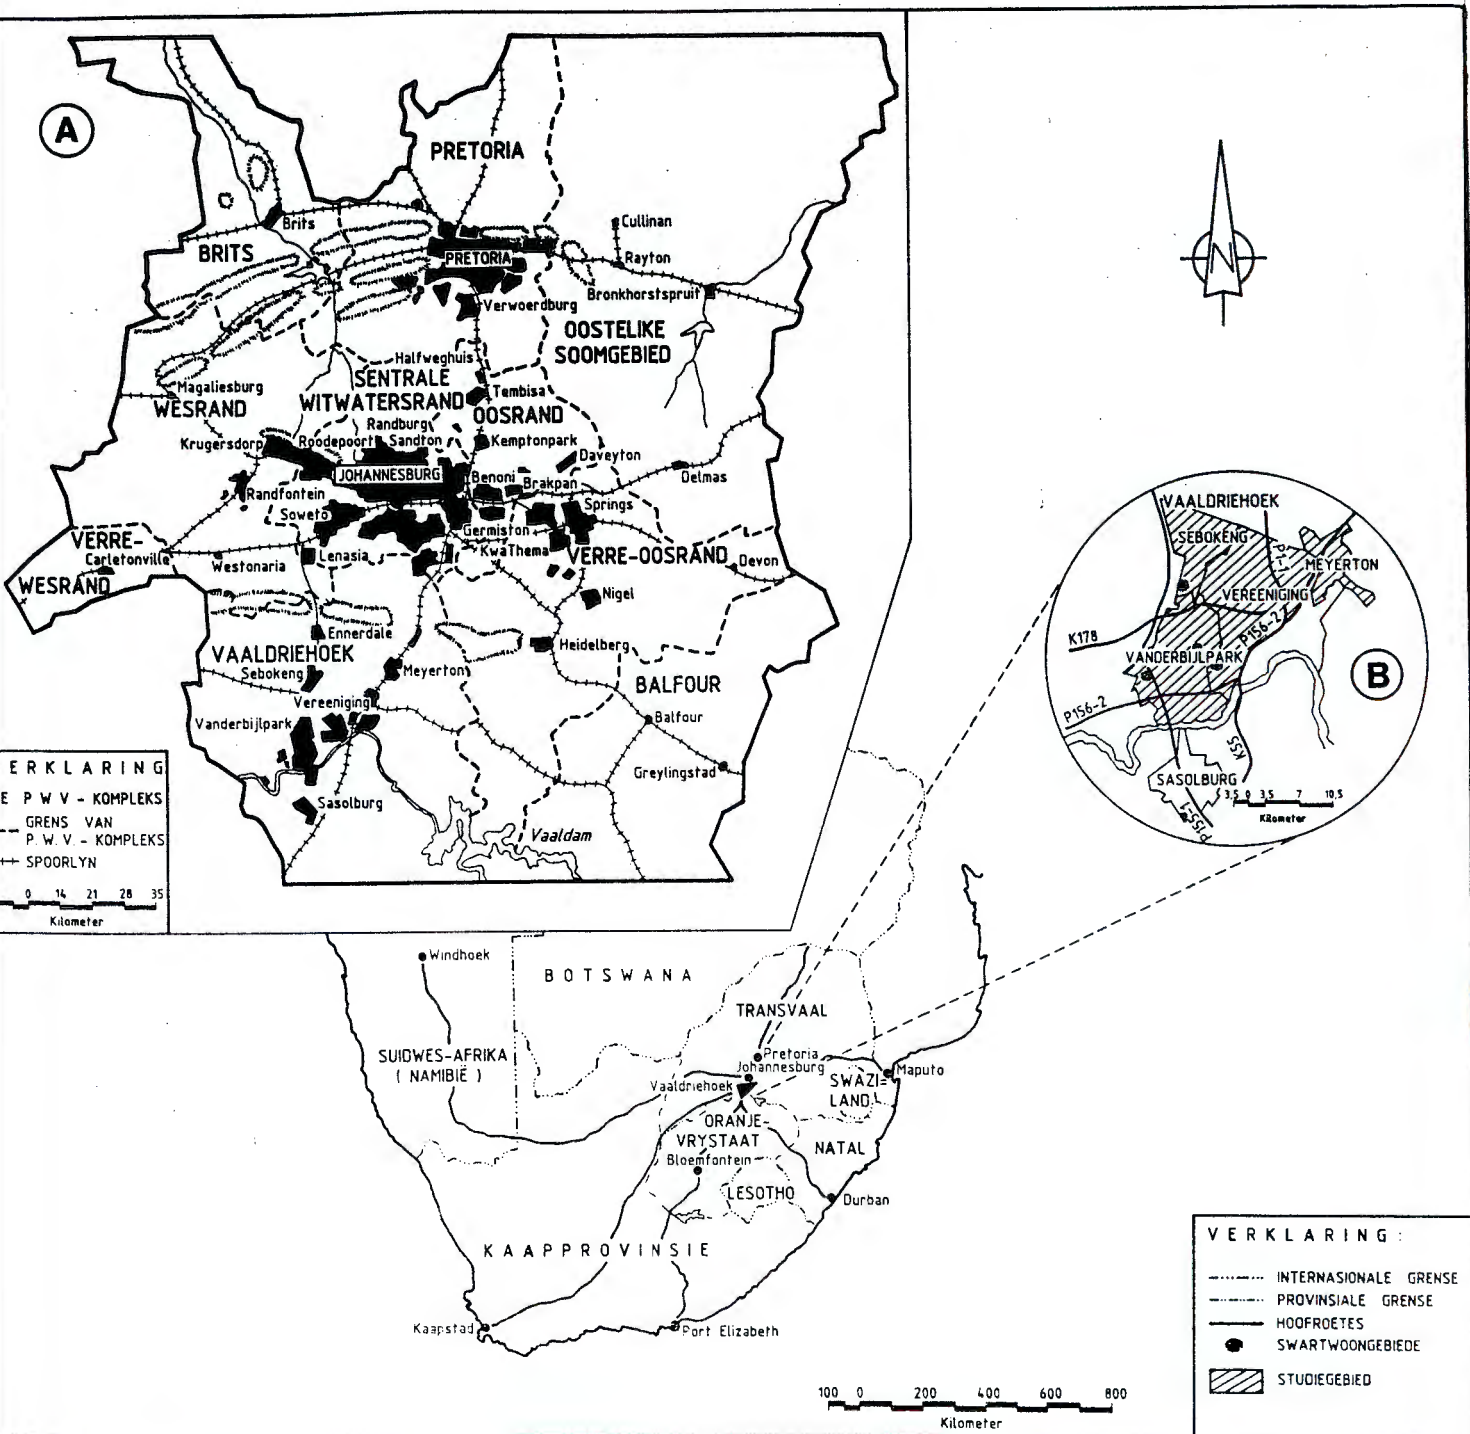 A
PRETORIA
Cullinan
Brits
BRITS
PRETORIA
Rayton
Bronkhorstspruit
Verwoerdburg
OOSTELIKE
SOOMGEBIED
Halfweghuis
SENTRALE
WITWATERSRAND
Magaliesburg
WESRAND
Tembisa
OOSRAND
Randburg
Krugersdorp
Roodepoort
Sandton
Kemptonpark
Daveyton
JOHANNESBURG
Benoni
Brakpan
Delmas
Randfontein
Soweto
Springs
Germiston
VERRE-
WESRAND
Carletonville
Westonaria
Lenasia
KwaThema
VERRE-OOSRAND
Devon
Nigel
Ennerdale
VAALDRIEHOEK
Sebokeng
Meyerton
Heidelberg
BALFOUR
Vereeniging
Vanderbijlpark
Balfour
Greylingstad
Sasolburg
Vaaldam
ERKLARING
E P W V - KOMPLEKS
GRENS VAN
P. W. V. - KOMPLEKS
SPOORLYN
0 14 21 28 35
Kilometer
N
VAALDRIEHOEK
SEBOKENG
P1-1
MEYERTON
VEREENIGING
K178
P156-2
VANDERBIJLPARK
B
P156-2
K55
SASOLBURG
P155-1
3,5 0 3,5 7 10,5
Kilometer
Windhoek
BOTSWANA
TRANSVAAL
SUIDWES-AFRIKA
( NAMIBIË )
Pretoria
Johannesburg
Vaaldriehoek
SWAZI=
LAND
Maputo
ORANJE-
VRYSTAAT
Bloemfontein
NATAL
LESOTHO
Durban
KAAPPROVINSIE
Kaapstad
Port Elizabeth
100 0 200 400 600 800
Kilometer
VERKLARING :
INTERNASIONALE GRENSE
PROVINSIALE GRENSE
HOOFROETES
SWARTWOONGEBIEDE
STUDIEGEBIED